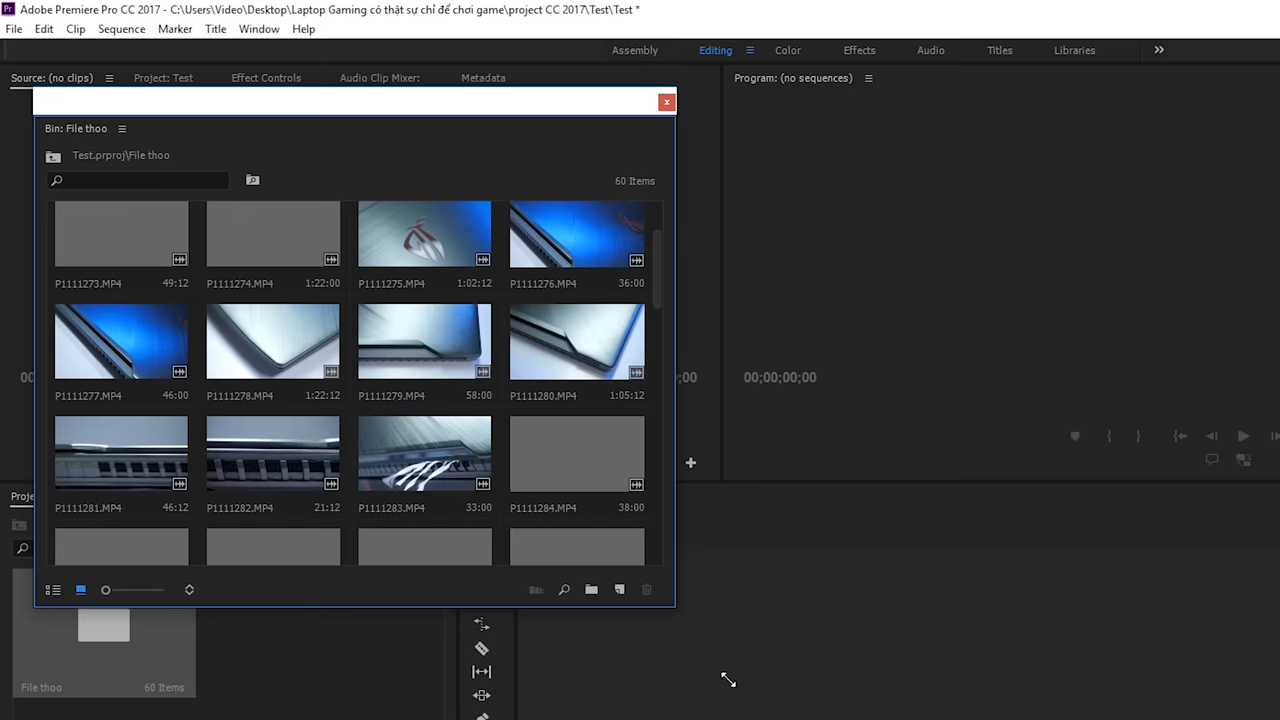 Pr Adobe Premiere Pro CC 2017 - C:\Users\Video\Desktop\Laptop Gaming có thật sự chỉ để chơi game\project CC 2017\Test\Test *
File Edit Clip Sequence Marker Title Window Help
Assembly Editing Color Effects Audio Titles Libraries
Source: (no clips) Project: Test Effect Controls Audio Clip Mixer: Metadata Program: (no sequences)
Bin: File thoo
Test.prproj\File thoo
60 Items
P1111273.MP4 49:12 P1111274.MP4 1:22:00 P1111275.MP4 1:02:12 P1111276.MP4 36:00
00 ;00 00;00;00;00
P1111277.MP4 46:00 P1111278.MP4 1:22:12 P1111279.MP4 58:00 P1111280.MP4 1:05:12
Proje
P1111281.MP4 46:12 P1111282.MP4 21:12 P1111283.MP4 33:00 P1111284.MP4 38:00
File thoo 60 Items